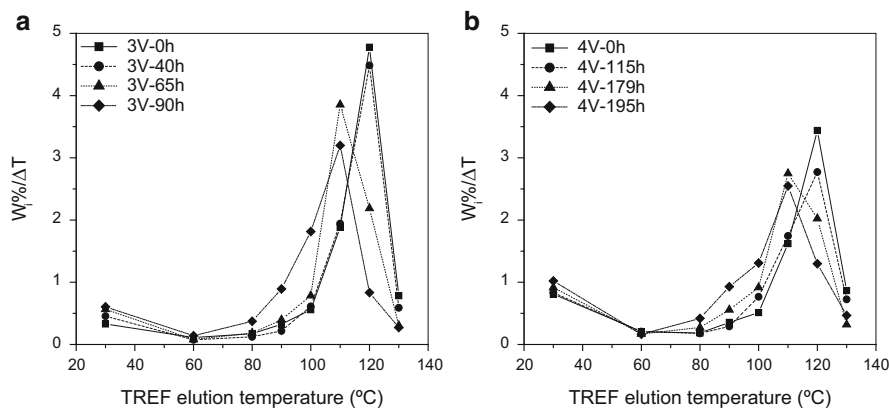 a
3V-0h
3V-40h
3V-65h
3V-90h
5
4
3
2
1
0
Wᵢ%/ΔT
20 40 60 80 100 120 140
TREF elution temperature (ºC)
b
4V-0h
4V-115h
4V-179h
4V-195h
5
4
3
2
1
0
Wᵢ%/ΔT
20 40 60 80 100 120 140
TREF elution temperature (ºC)